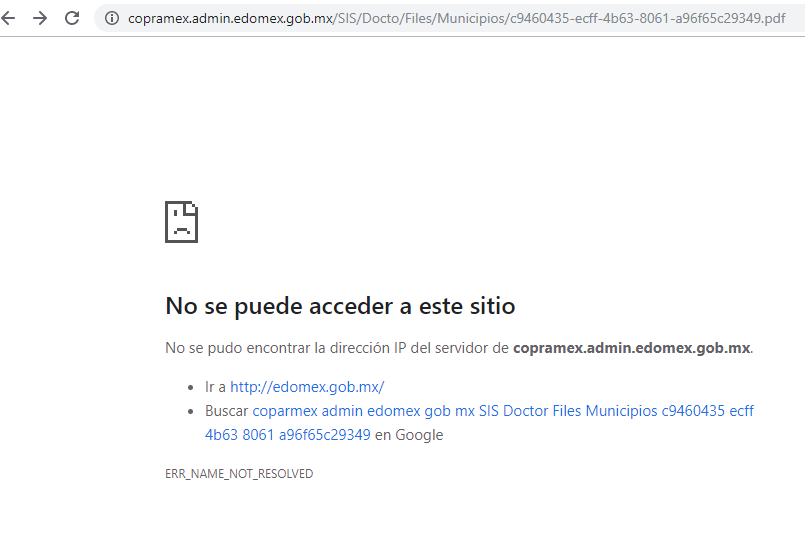 copramex.admin.edomex.gob.mx/SIS/Docto/Files/Municipios/c9460435-ecff-4b63-8061-a96f65c29349.pdf
No se puede acceder a este sitio
No se pudo encontrar la dirección IP del servidor de copramex.admin.edomex.gob.mx.
• Ir a http://edomex.gob.mx/
• Buscar coparmex admin edomex gob mx SIS Doctor Files Municipios c9460435 ecff
4b63 8061 a96f65c29349 en Google
ERR_NAME_NOT_RESOLVED